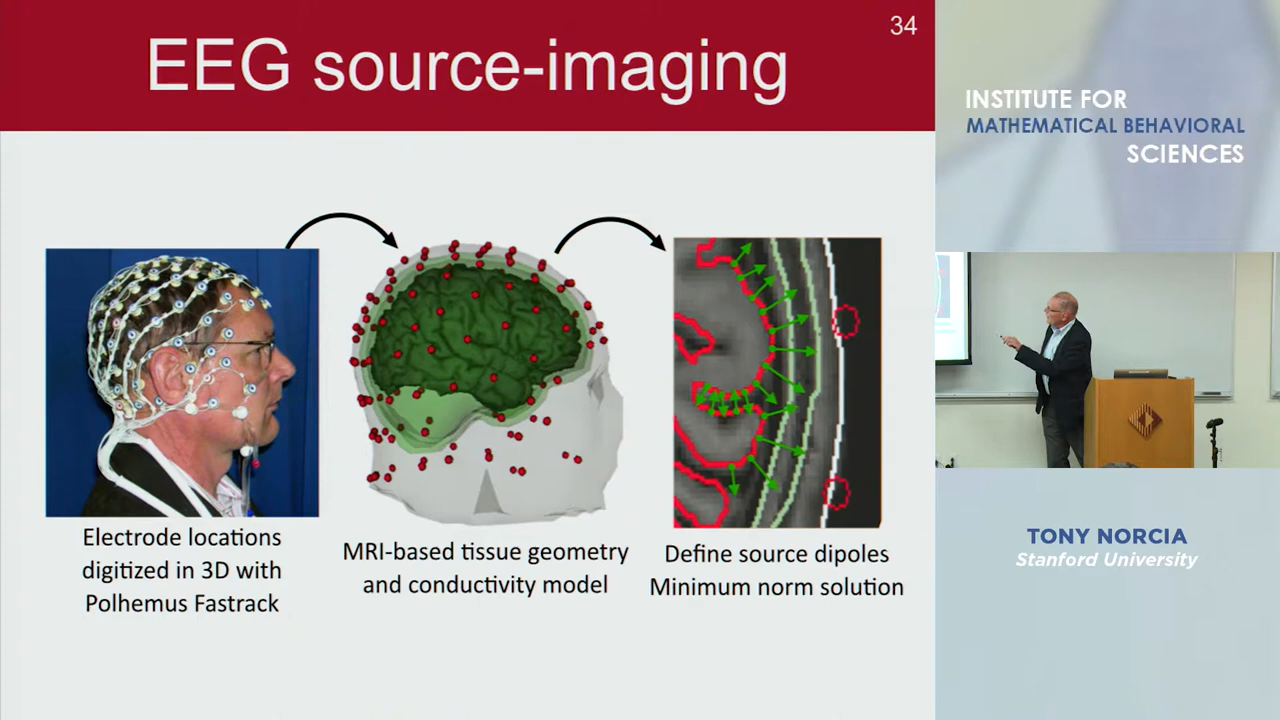 34
EEG source-imaging
Electrode locations
digitized in 3D with
Polhemus Fastrack
MRI-based tissue geometry
and conductivity model
Define source dipoles
Minimum norm solution
INSTITUTE FOR
MATHEMATICAL BEHAVIORAL
SCIENCES
TONY NORCIA
Stanford University